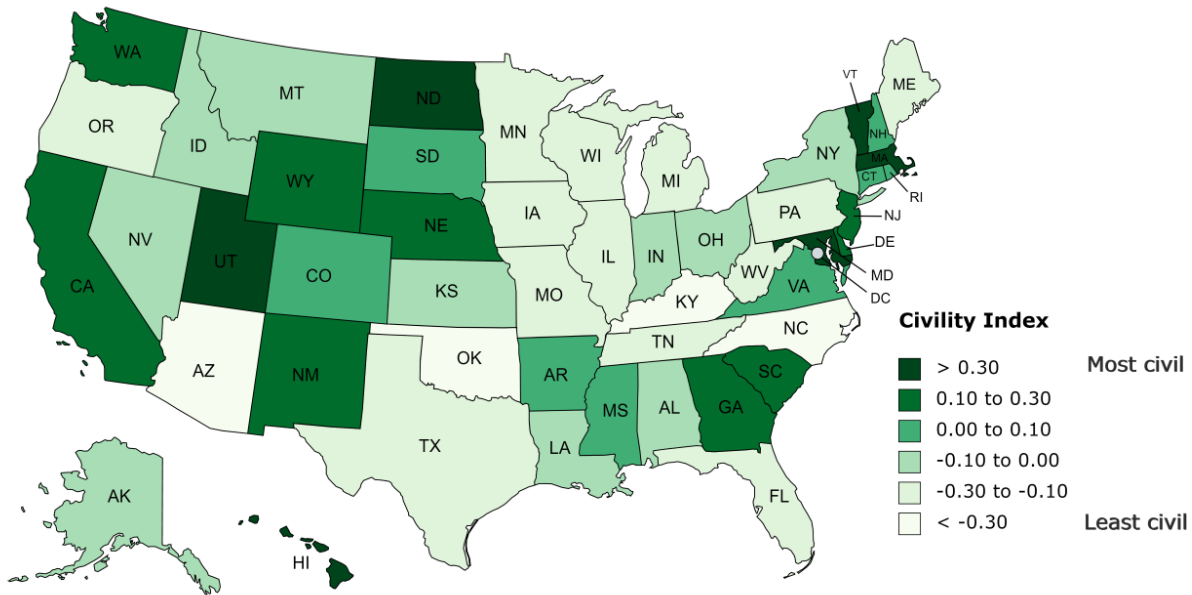 WA
MT
ND
MN
VT
ME
OR
ID
SD
WI
NH
MA
NY
MI
CT
RI
WY
IA
PA
NJ
NE
NV
UT
CO
IL
IN
OH
DE
MD
DC
CA
KS
MO
WV
VA
KY
Civility Index
NC
TN
AZ
NM
OK
AR
SC
MS
AL
GA
TX
LA
FL
AK
HI
> 0.30 Most civil
0.10 to 0.30
0.00 to 0.10
-0.10 to 0.00
-0.30 to -0.10
< -0.30 Least civil